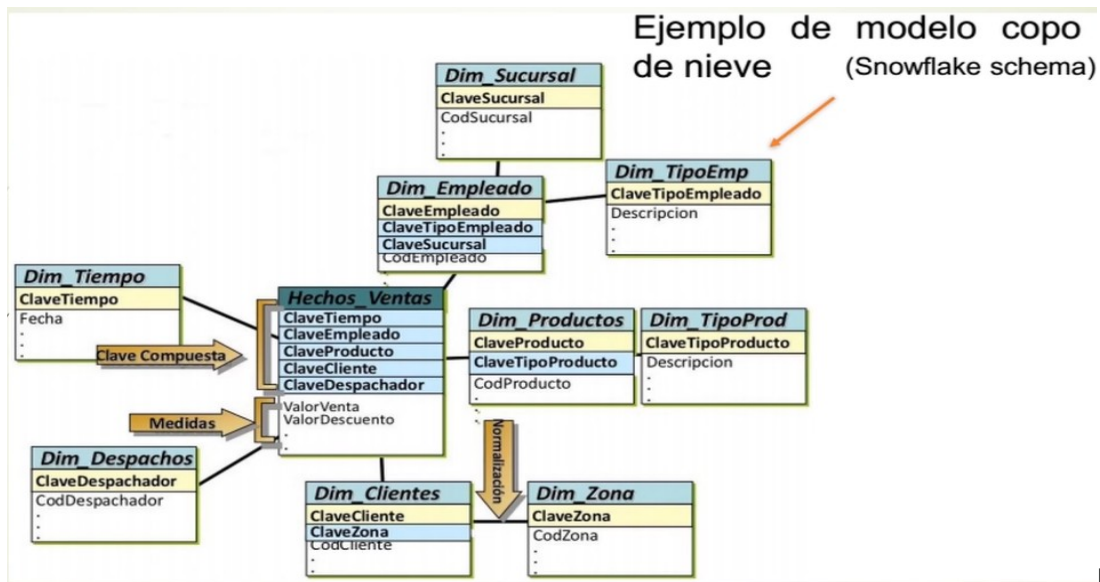 Ejemplo de modelo copo
de nieve (Snowflake schema)
Dim_Sucursal
ClaveSucursal
CodSucursal
.
.
.
Dim_TipoEmp
ClaveTipoEmpleado
Descripcion
.
.
.
Dim_Empleado
ClaveEmpleado
ClaveTipoEmpleado
ClaveSucursal
CodEmpleado
.
Dim_Tiempo
ClaveTiempo
Fecha
.
.
.
Clave Compuesta
Hechos_Ventas
ClaveTiempo
ClaveEmpleado
ClaveProducto
ClaveCliente
ClaveDespachador
ValorVenta
ValorDescuento
.
.
Medidas
Dim_Productos
ClaveProducto
ClaveTipoProducto
CodProducto
.
.
.
Dim_TipoProd
ClaveTipoProducto
Descripcion
.
.
.
Normalización
Dim_Despachos
ClaveDespachador
CodDespachador
.
.
.
Dim_Clientes
ClaveCliente
ClaveZona
CodCliente
.
.
Dim_Zona
ClaveZona
CodZona
.
.
.